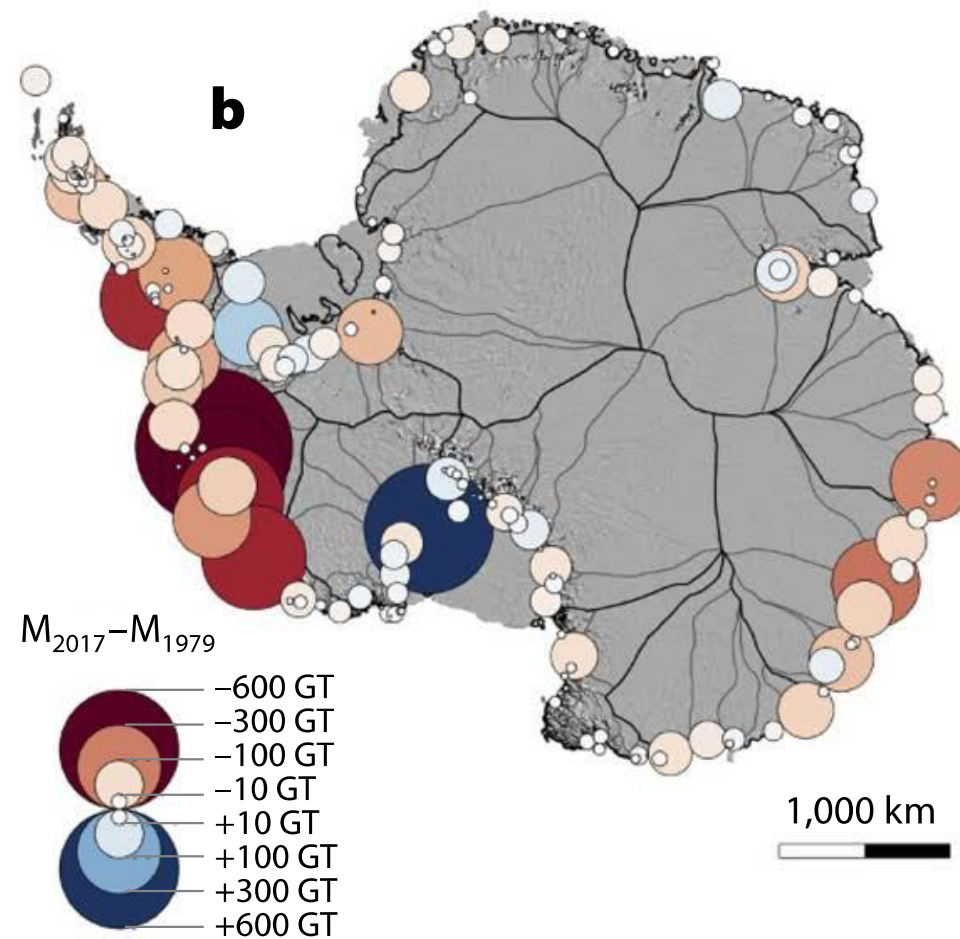 b
M₂₀₁₇–M₁₉₇₉
–600 GT
–300 GT
–100 GT
–10 GT
+10 GT
+100 GT
+300 GT
+600 GT
1,000 km